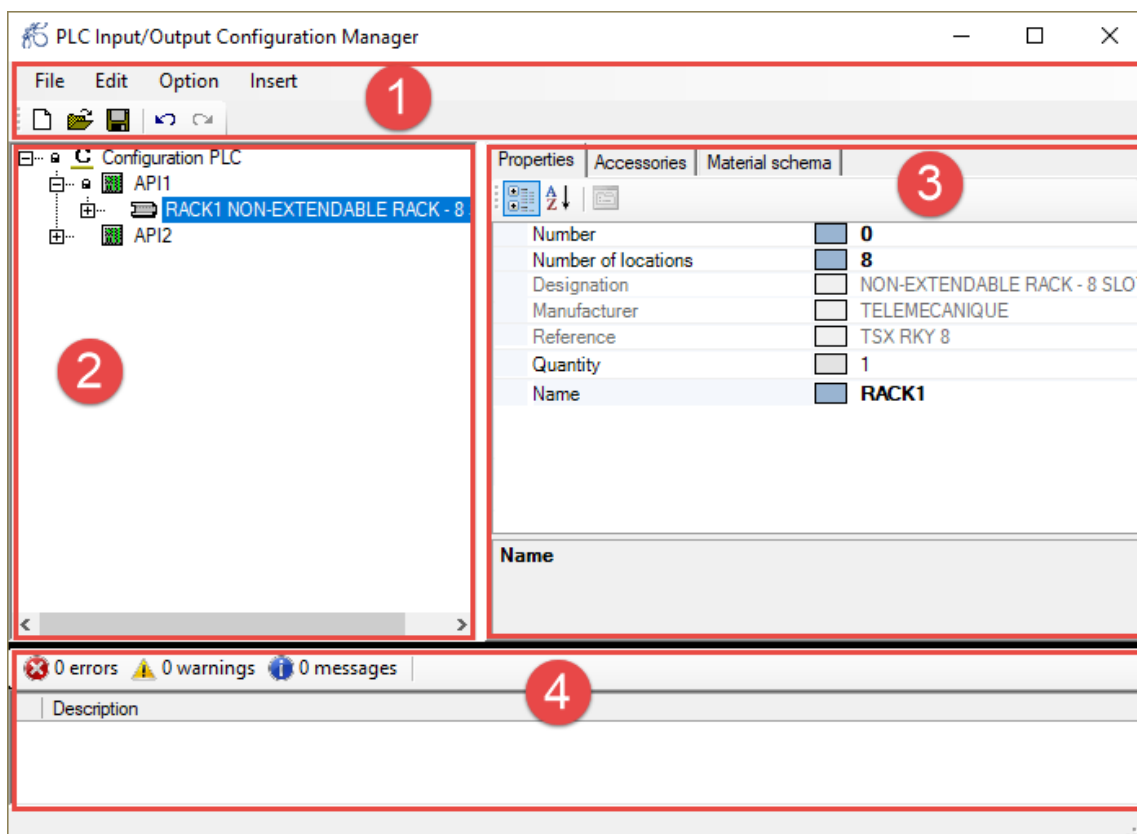 PLC Input/Output Configuration Manager
File Edit Option Insert
1
Configuration PLC
API1
RACK1 NON-EXTENDABLE RACK - 8
API2
2
Properties Accessories Material schema
3
Number 0
Number of locations 8
Designation NON-EXTENDABLE RACK - 8 SLO
Manufacturer TELEMECANIQUE
Reference TSX RKY 8
Quantity 1
Name RACK1
Name
0 errors 0 warnings 0 messages
4
Description